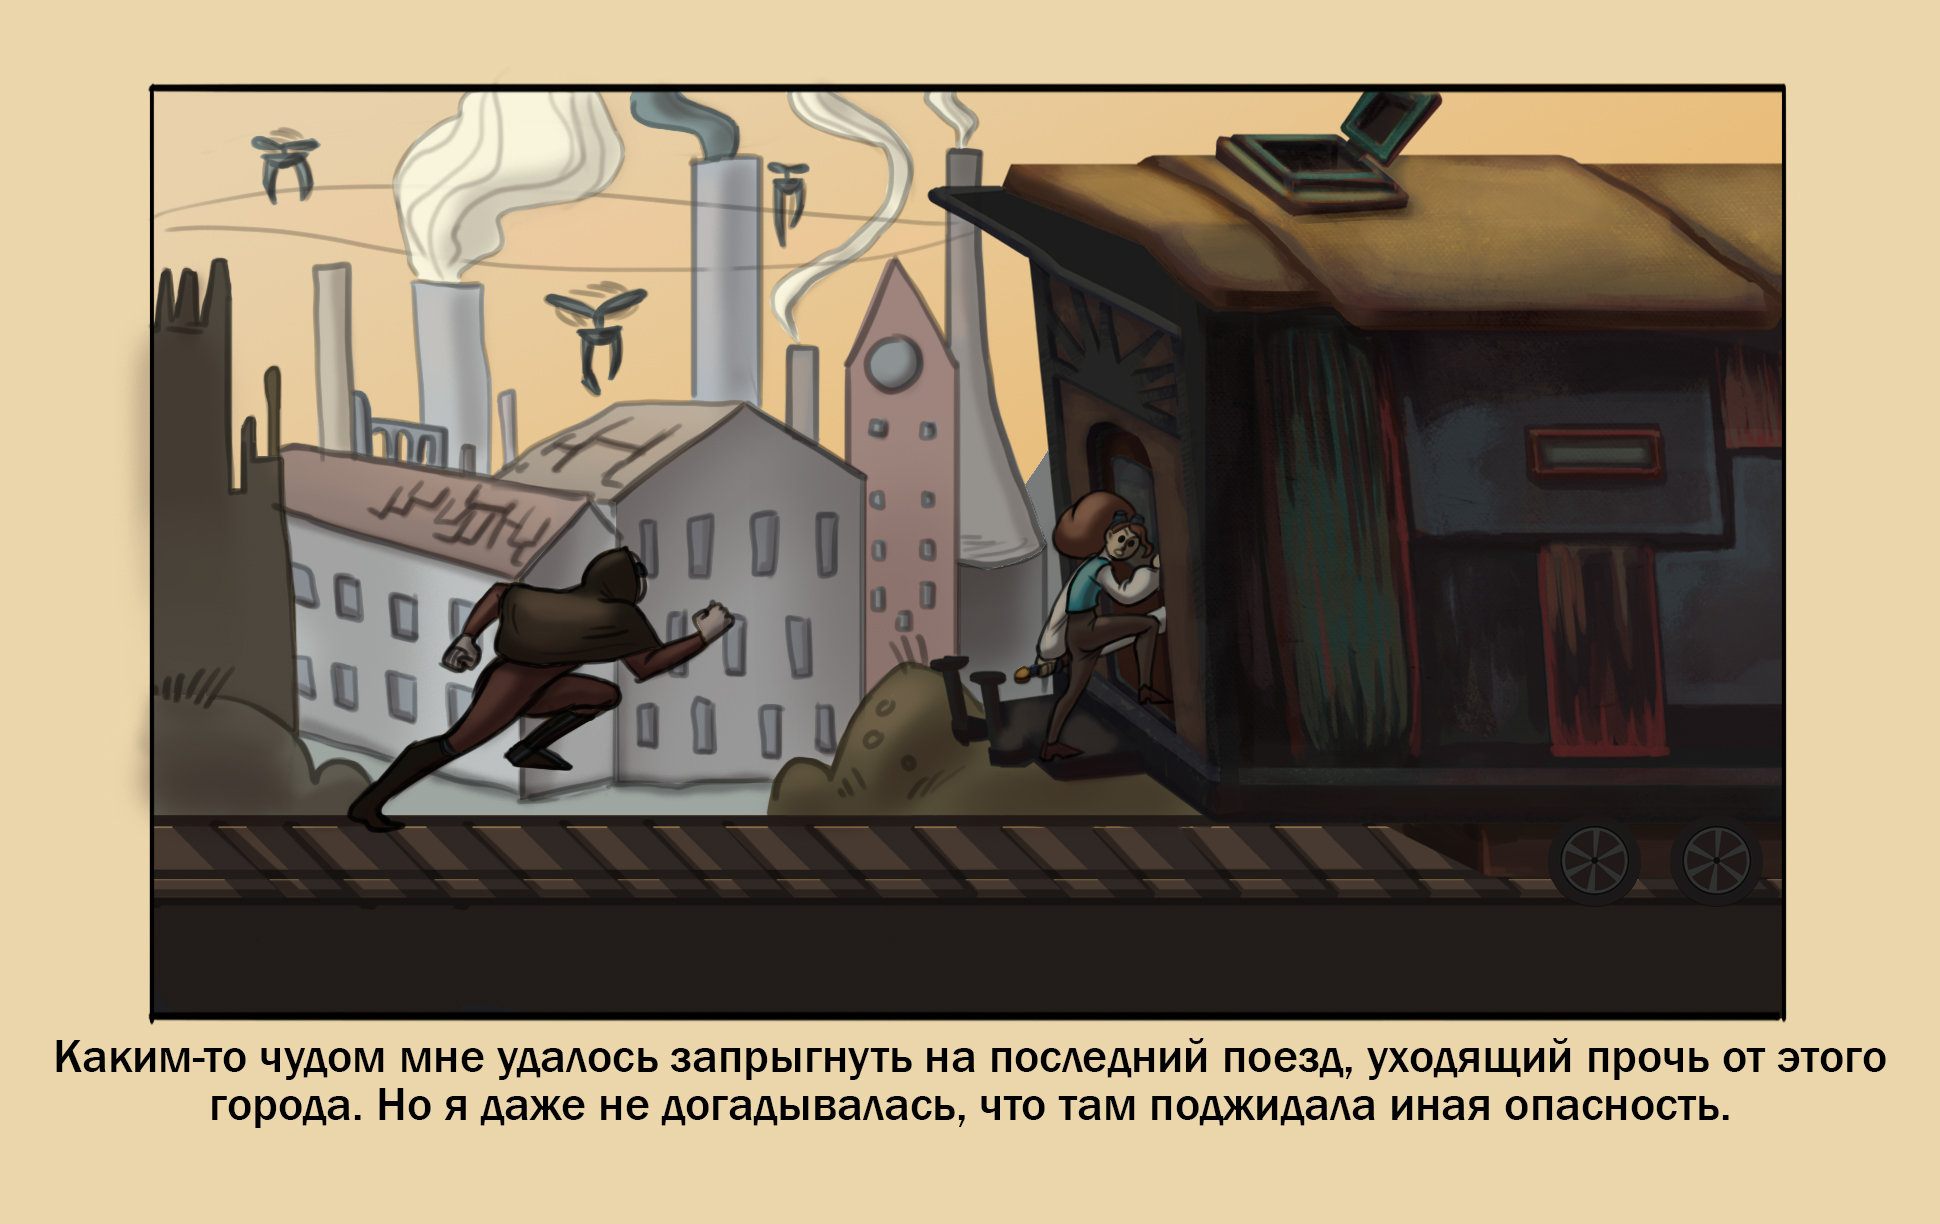 Каким-то чудом мне удалось запрыгнуть на последний поезд, уходящий прочь от этого
города. Но я даже не догадывалась, что там поджидала иная опасность.